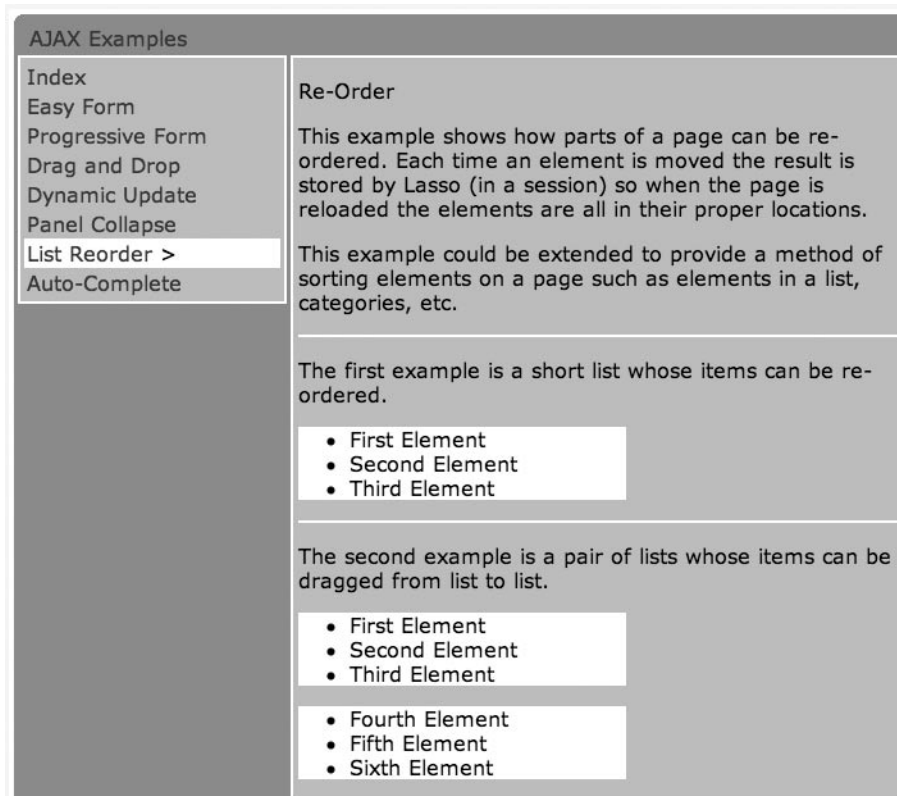 AJAX Examples
Index
Easy Form
Progressive Form
Drag and Drop
Dynamic Update
Panel Collapse
List Reorder >
Auto-Complete
Re-Order
This example shows how parts of a page can be re-
ordered. Each time an element is moved the result is
stored by Lasso (in a session) so when the page is
reloaded the elements are all in their proper locations.
This example could be extended to provide a method of
sorting elements on a page such as elements in a list,
categories, etc.
The first example is a short list whose items can be re-
ordered.
• First Element
• Second Element
• Third Element
The second example is a pair of lists whose items can be
dragged from list to list.
• First Element
• Second Element
• Third Element
• Fourth Element
• Fifth Element
• Sixth Element